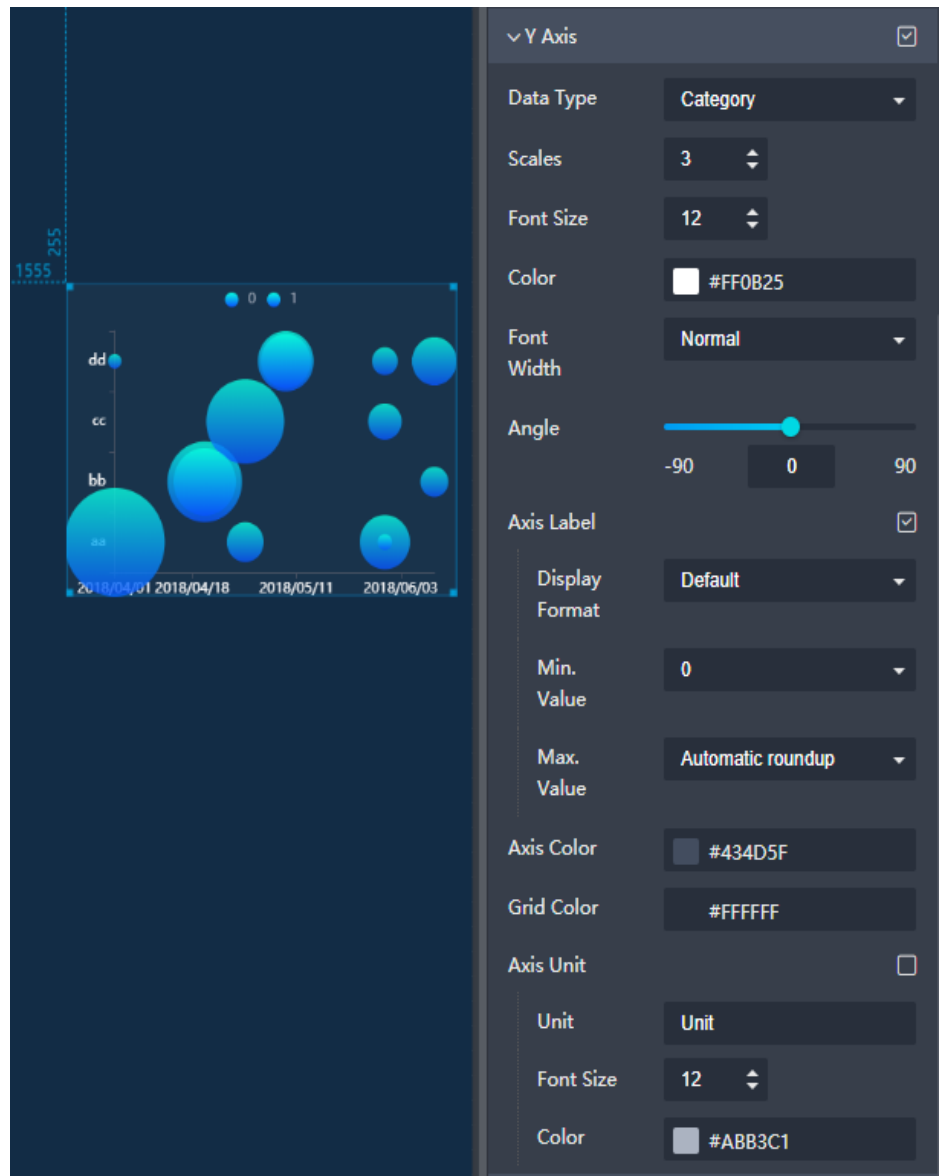 255
1555
0 1
dd
cc
bb
aa
2018/04/01 2018/04/18 2018/05/11 2018/06/03
Y Axis
Data Type Category
Scales 3
Font Size 12
Color #FF0B25
Font
Width
Normal
Angle
-90 0 90
Axis Label
Display
Format
Default
Min.
Value
0
Max.
Value
Automatic roundup
Axis Color #434D5F
Grid Color #FFFFFF
Axis Unit
Unit Unit
Font Size 12
Color #ABB3C1